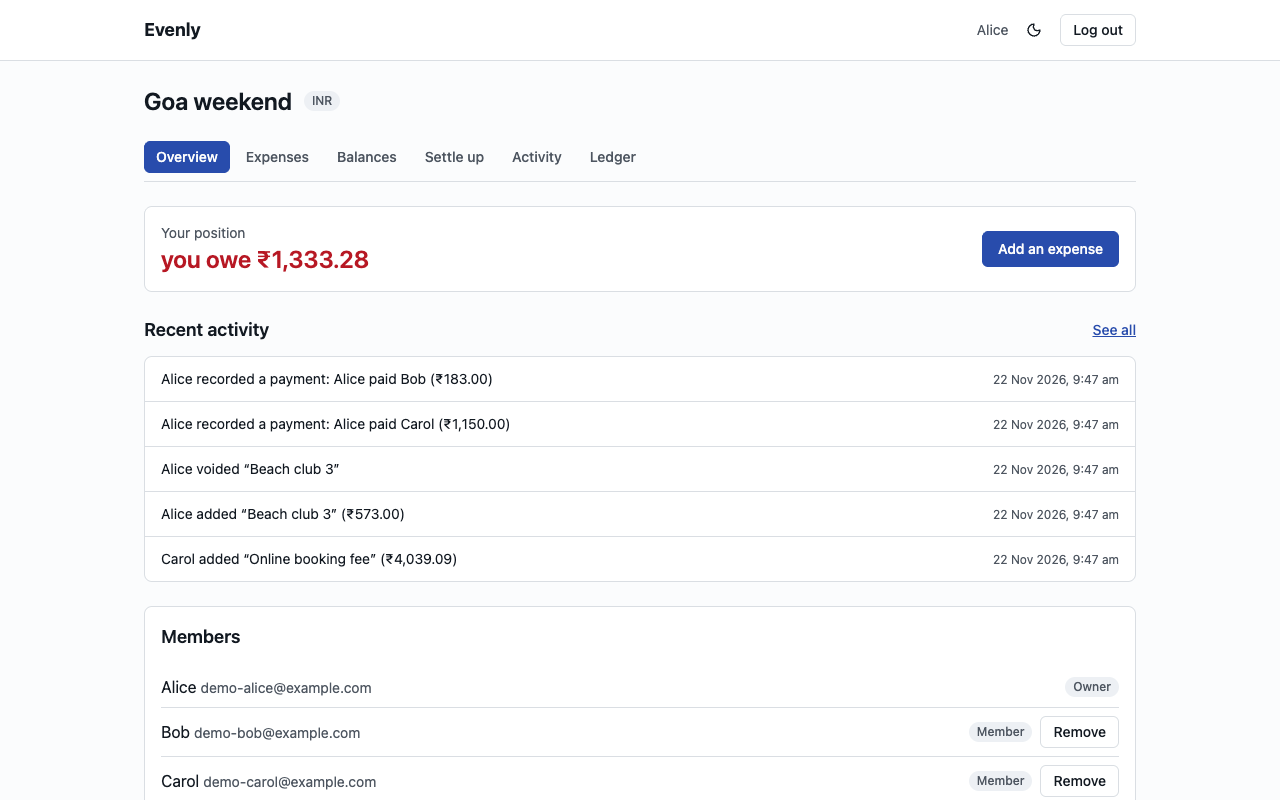 Evenly
Alice
Log out
Goa weekend INR
Overview Expenses Balances Settle up Activity Ledger
Your position
you owe ₹1,333.28
Add an expense
Recent activity
See all
Alice recorded a payment: Alice paid Bob (₹183.00) 22 Nov 2026, 9:47 am
Alice recorded a payment: Alice paid Carol (₹1,150.00) 22 Nov 2026, 9:47 am
Alice voided “Beach club 3” 22 Nov 2026, 9:47 am
Alice added “Beach club 3” (₹573.00) 22 Nov 2026, 9:47 am
Carol added “Online booking fee” (₹4,039.09) 22 Nov 2026, 9:47 am
Members
Alice demo-alice@example.com Owner
Bob demo-bob@example.com Member Remove
Carol demo-carol@example.com Member Remove